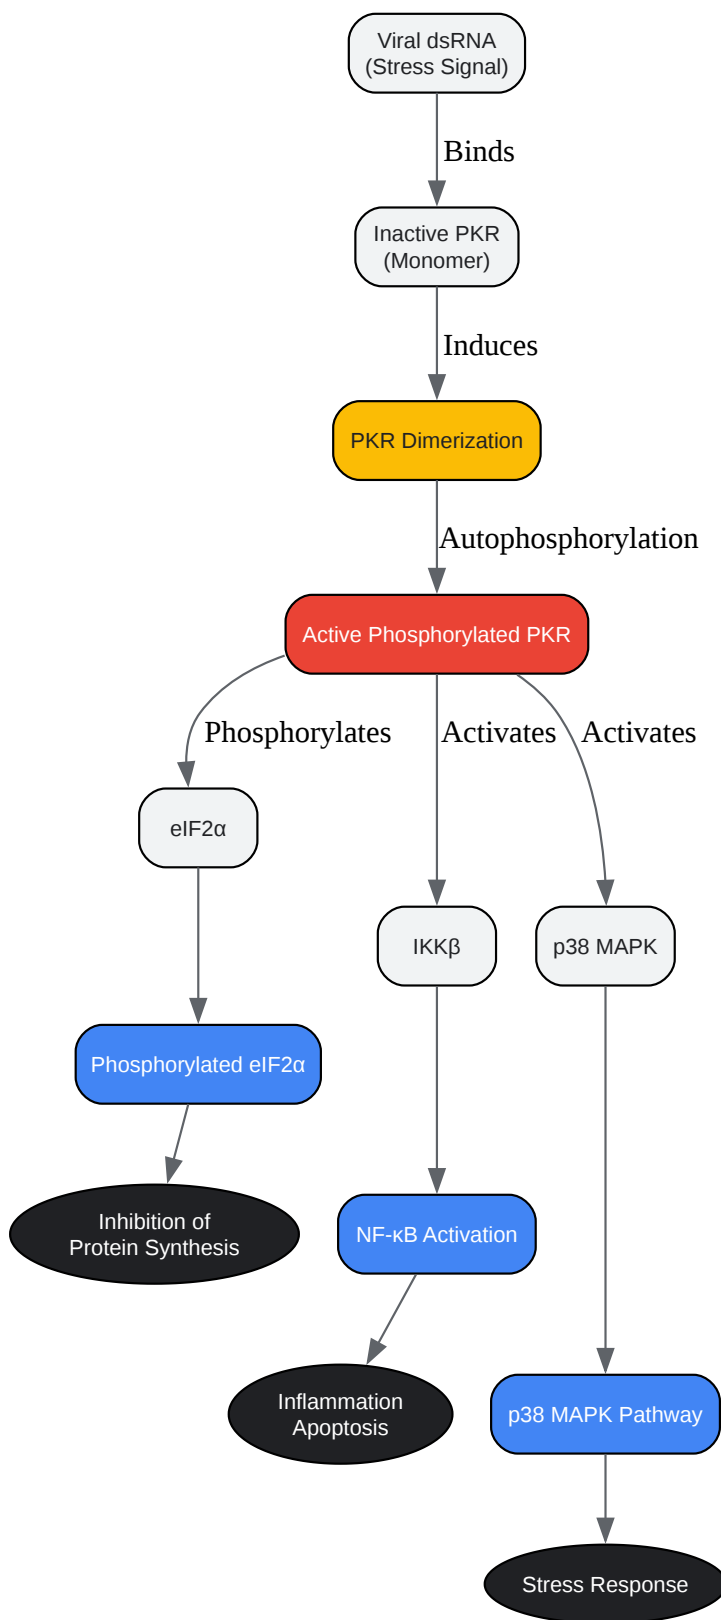 Viral dsRNA
(Stress Signal)
Binds
Inactive PKR
(Monomer)
Induces
PKR Dimerization
Autophosphorylation
Active Phosphorylated PKR
Phosphorylates
Activates
Activates
eIF2α
IKKβ
p38 MAPK
Phosphorylated eIF2α
Inhibition of
Protein Synthesis
NF-κB Activation
Inflammation
Apoptosis
p38 MAPK Pathway
Stress Response